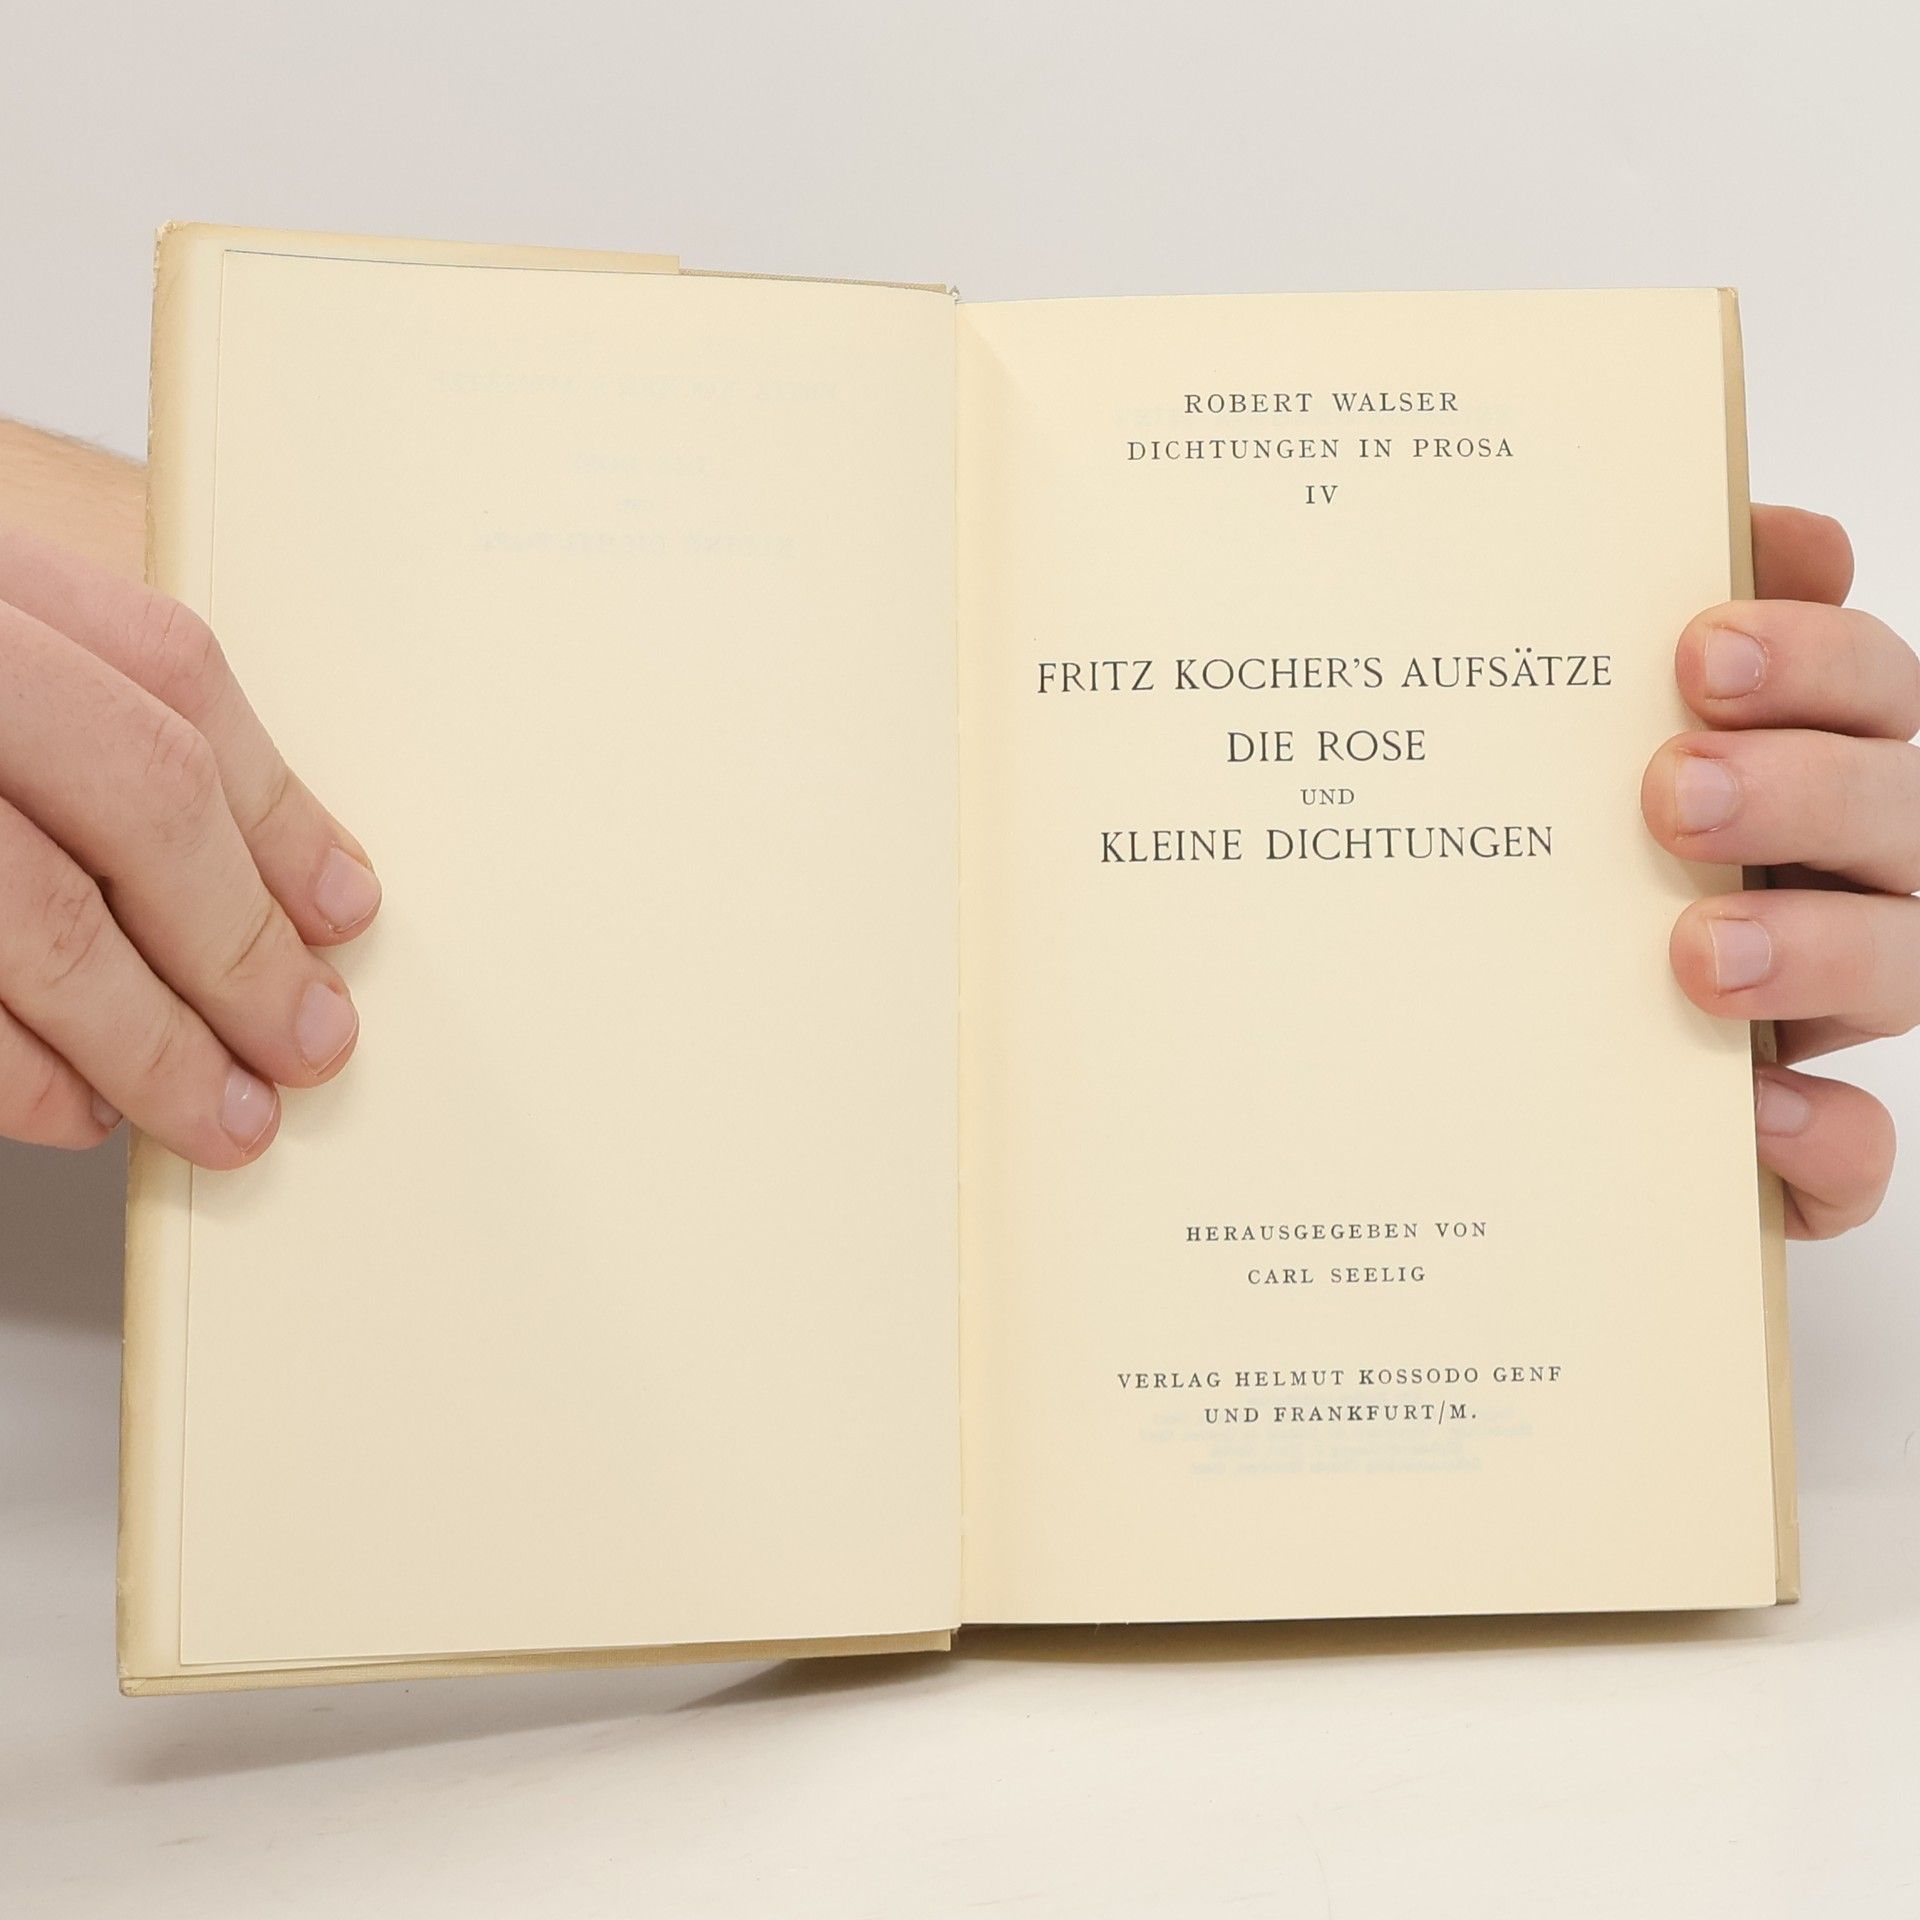 ROBERT WALSER
DICHTUNGEN IN PROSA
IV
FRITZ KOCHER’S AUFSÄTZE
DIE ROSE
UND
KLEINE DICHTUNGEN
HERAUSGEGEBEN VON
CARL SEELIG
VERLAG HELMUT KOSSODO GENF
UND FRANKFURT/M.